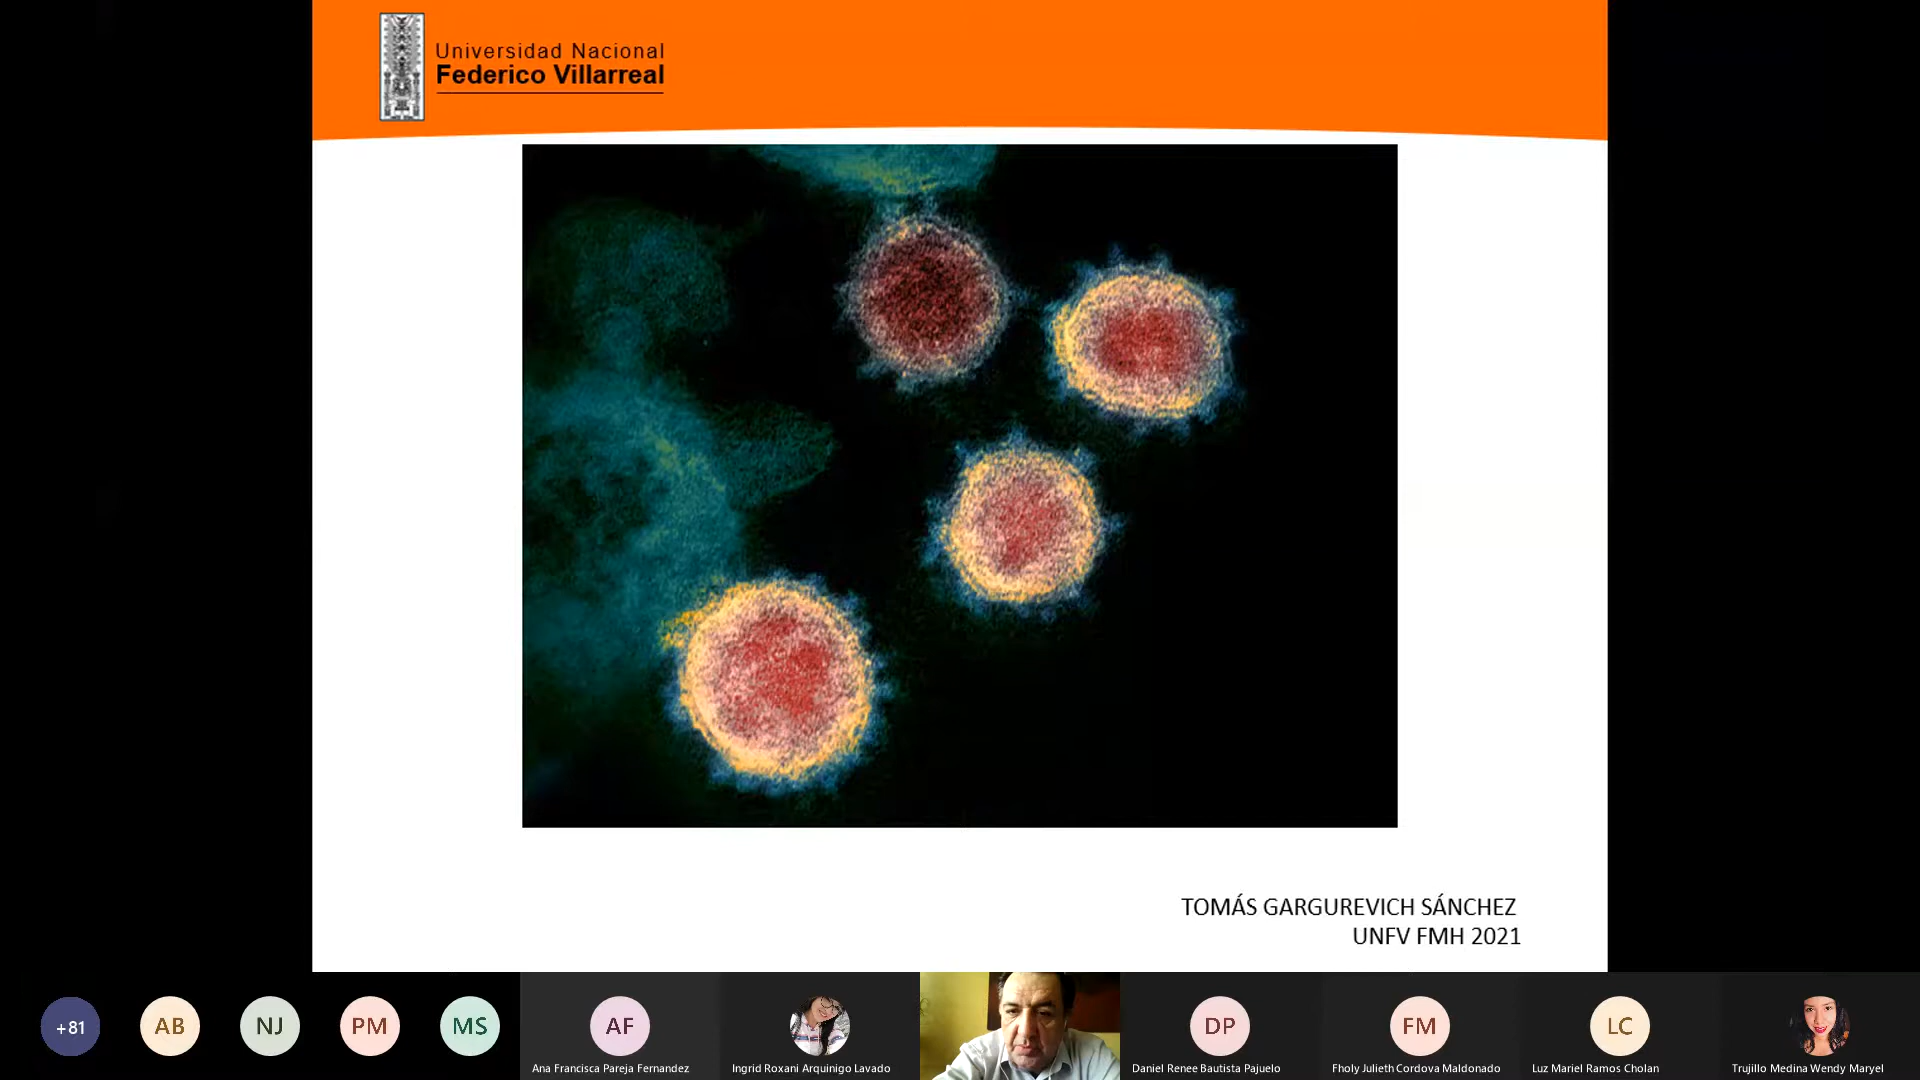 Universidad Nacional
Federico Villarreal
TOMÁS GARGUREVICH SÁNCHEZ
UNFV FMH 2021
+81
AB
NJ
PM
MS
AF
DP
FM
LC
Ana Francisca Pareja Fernandez
Ingrid Roxani Arquinigo Lavado
Daniel Renee Bautista Pajuelo
Fholy Julieth Cordova Maldonado
Luz Mariel Ramos Cholan
Trujillo Medina Wendy Maryel